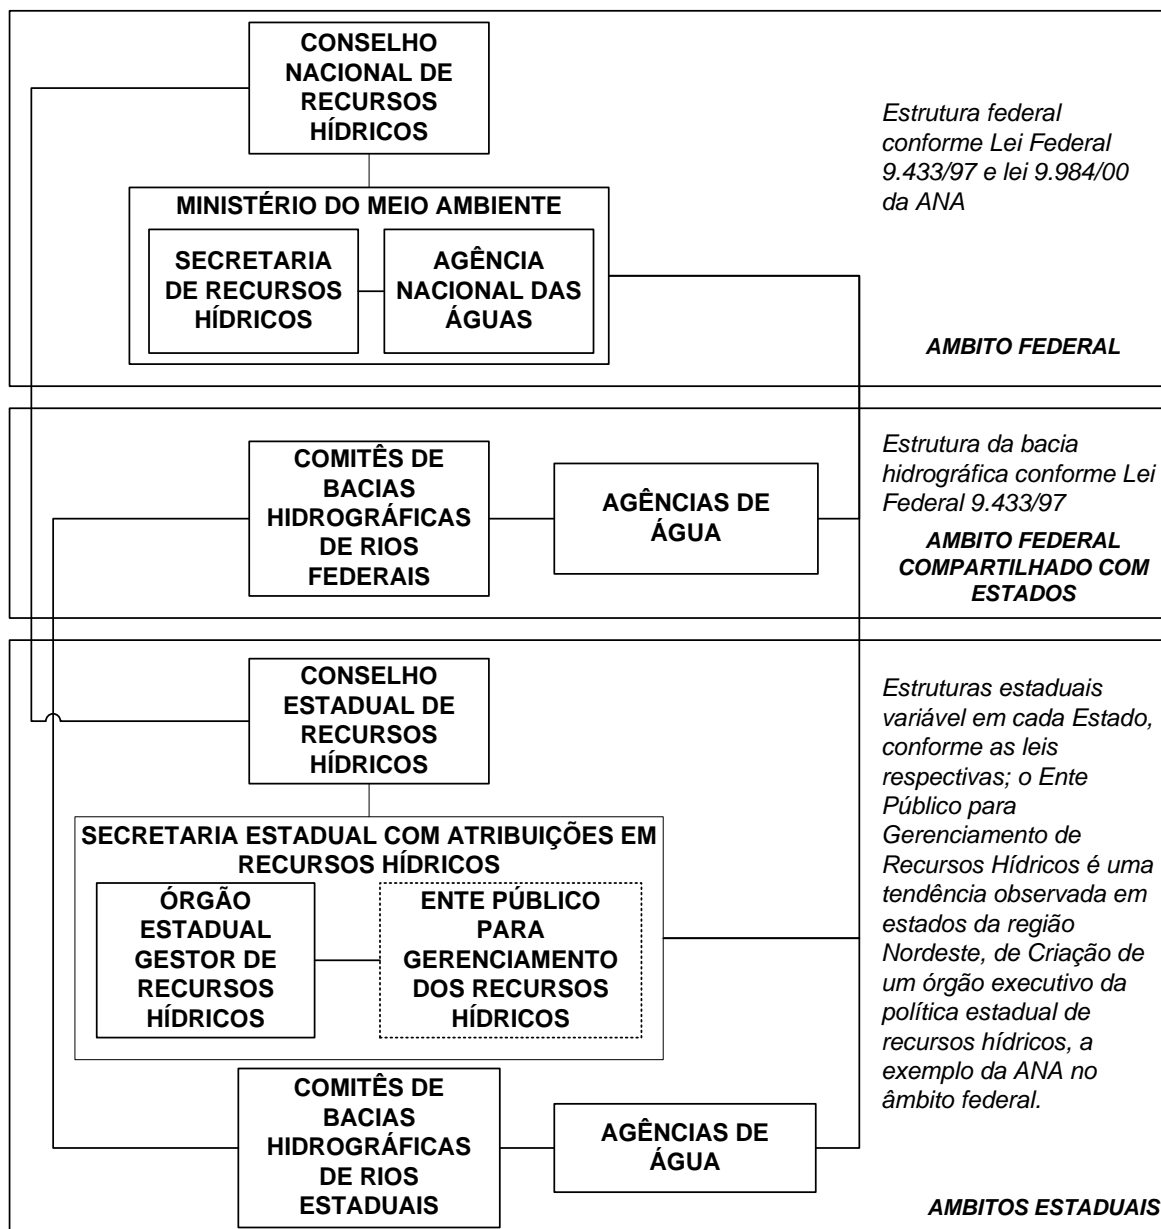 CONSELHO
NACIONAL DE
RECURSOS
HÍDRICOS
Estrutura federal
conforme Lei Federal
9.433/97 e lei 9.984/00
da ANA
MINISTÉRIO DO MEIO AMBIENTE
SECRETARIA
DE RECURSOS
HÍDRICOS
AGÊNCIA
NACIONAL DAS
ÁGUAS
AMBITO FEDERAL
COMITÊS DE
BACIAS
HIDROGRÁFICAS
DE RIOS
FEDERAIS
AGÊNCIAS DE
ÁGUA
Estrutura da bacia
hidrográfica conforme Lei
Federal 9.433/97
AMBITO FEDERAL
COMPARTILHADO COM
ESTADOS
CONSELHO
ESTADUAL DE
RECURSOS
HÍDRICOS
Estruturas estaduais
variável em cada Estado,
conforme as leis
respectivas; o Ente
Público para
Gerenciamento de
Recursos Hídricos é uma
tendência observada em
estados da região
Nordeste, de Criação de
um órgão executivo da
política estadual de
recursos hídricos, a
exemplo da ANA no
âmbito federal.
SECRETARIA ESTADUAL COM ATRIBUIÇÕES EM
RECURSOS HÍDRICOS
ÓRGÃO
ESTADUAL
GESTOR DE
RECURSOS
HÍDRICOS
ENTE PÚBLICO
PARA
GERENCIAMENTO
DOS RECURSOS
HÍDRICOS
COMITÊS DE
BACIAS
HIDROGRÁFICAS
DE RIOS
ESTADUAIS
AGÊNCIAS DE
ÁGUA
AMBITOS ESTADUAIS